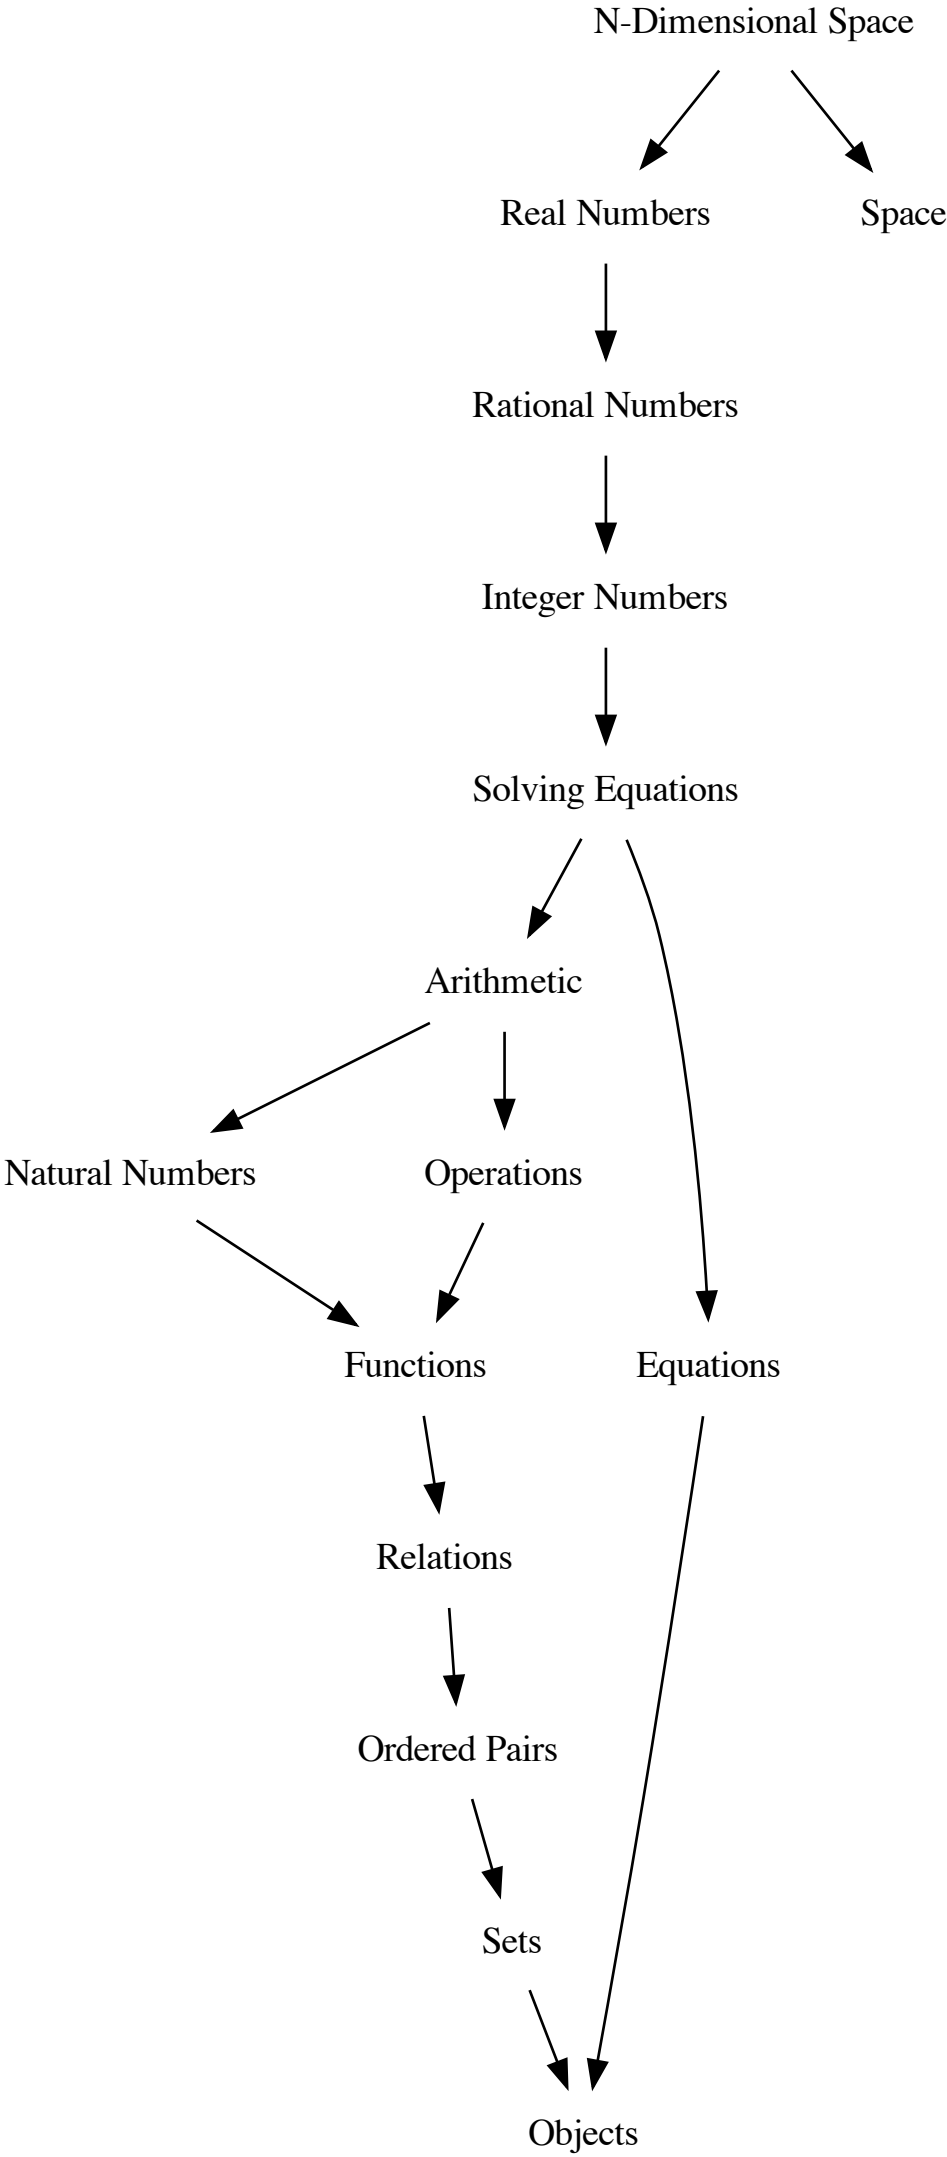 N-Dimensional Space
Real Numbers
Space
Rational Numbers
Integer Numbers
Solving Equations
Arithmetic
Natural Numbers
Operations
Functions
Equations
Relations
Ordered Pairs
Sets
Objects